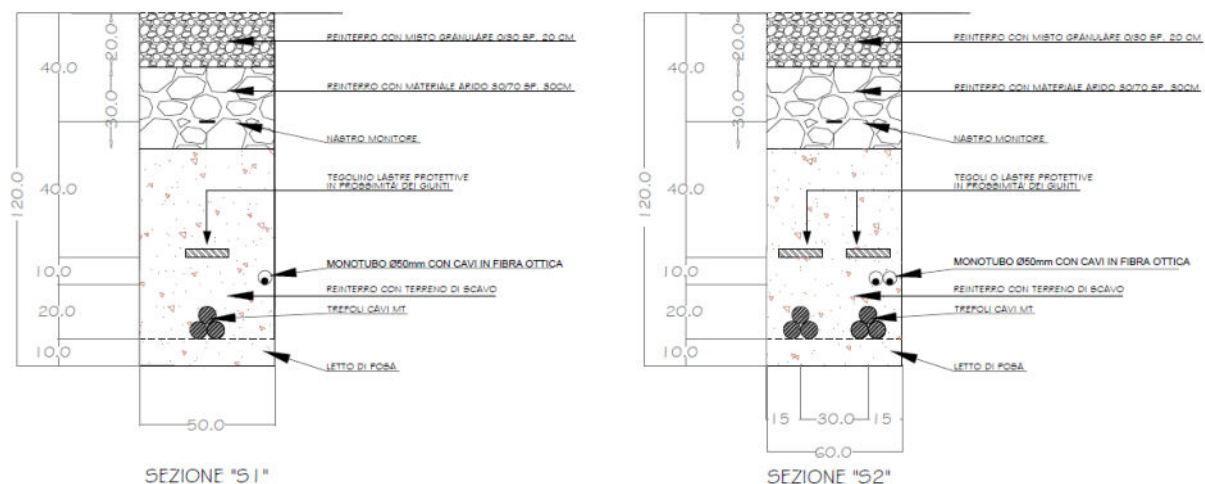 120.0
40.0
40.0
10.0
20.0
10.0
20.0
30.0
REINTERRO CON MISTO GRANULARE 0/30 SP. 20 CM
REINTERRO CON MATERIALE ARIDO 30/70 SP. 30CM
NASTRO MONITORE
TEGOLINO LASTRE PROTETTIVE
IN PROSSIMITA' DEI GIUNTI
MONOTUBO Ø50mm CON CAVI IN FIBRA OTTICA
REINTERRO CON TERRENO DI SCAVO
TREFOLI CAVI MT
LETTO DI POSA
50.0
SEZIONE "S1"
120.0
40.0
40.0
10.0
20.0
10.0
20.0
30.0
REINTERRO CON MISTO GRANULARE 0/30 SP. 20 CM
REINTERRO CON MATERIALE ARIDO 30/70 SP. 30CM
NASTRO MONITORE
TEGOLI O LASTRE PROTETTIVE
IN PROSSIMITA' DEI GIUNTI
MONOTUBO Ø50mm CON CAVI IN FIBRA OTTICA
REINTERRO CON TERRENO DI SCAVO
TREFOLI CAVI MT
LETTO DI POSA
15 30.0 15
60.0
SEZIONE "S2"